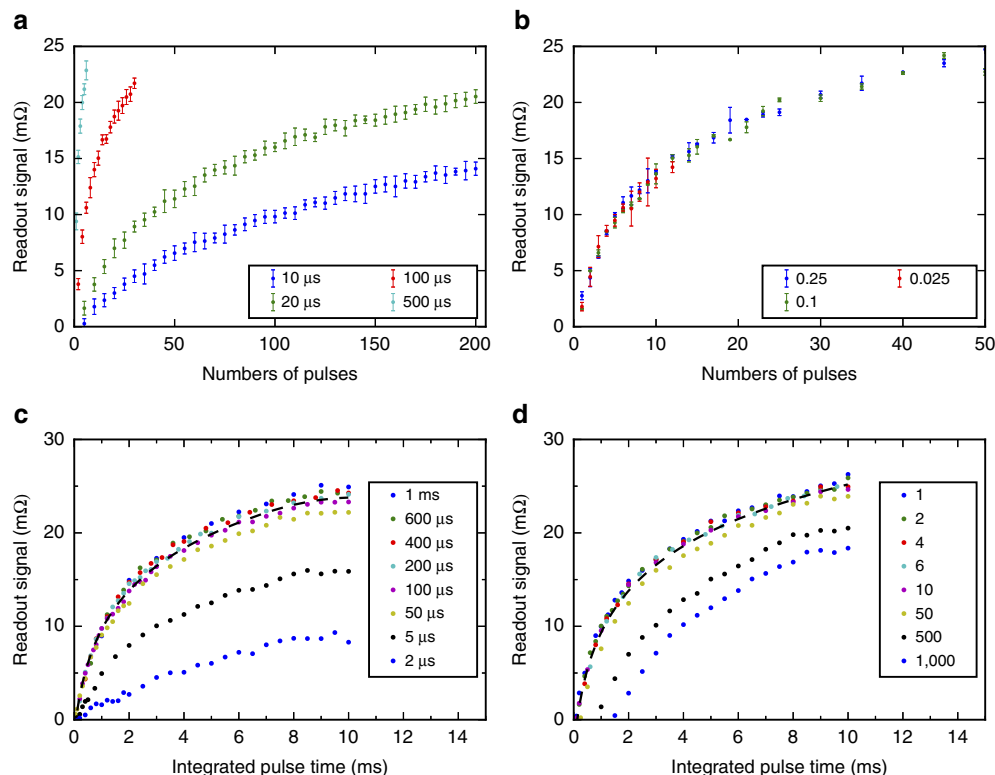 a
25
20
15
10
5
0
Readout signal (mΩ)
0
50
100
150
200
Numbers of pulses
10 μs
100 μs
20 μs
500 μs
b
25
20
15
10
5
0
Readout signal (mΩ)
0
10
20
30
40
50
Numbers of pulses
0.25
0.025
0.1
c
30
20
10
0
Readout signal (mΩ)
0
2
4
6
8
10
12
14
Integrated pulse time (ms)
1 ms
600 μs
400 μs
200 μs
100 μs
50 μs
5 μs
2 μs
d
30
20
10
0
Readout signal (mΩ)
0
2
4
6
8
10
12
14
Integrated pulse time (ms)
1
2
4
6
10
50
500
1,000